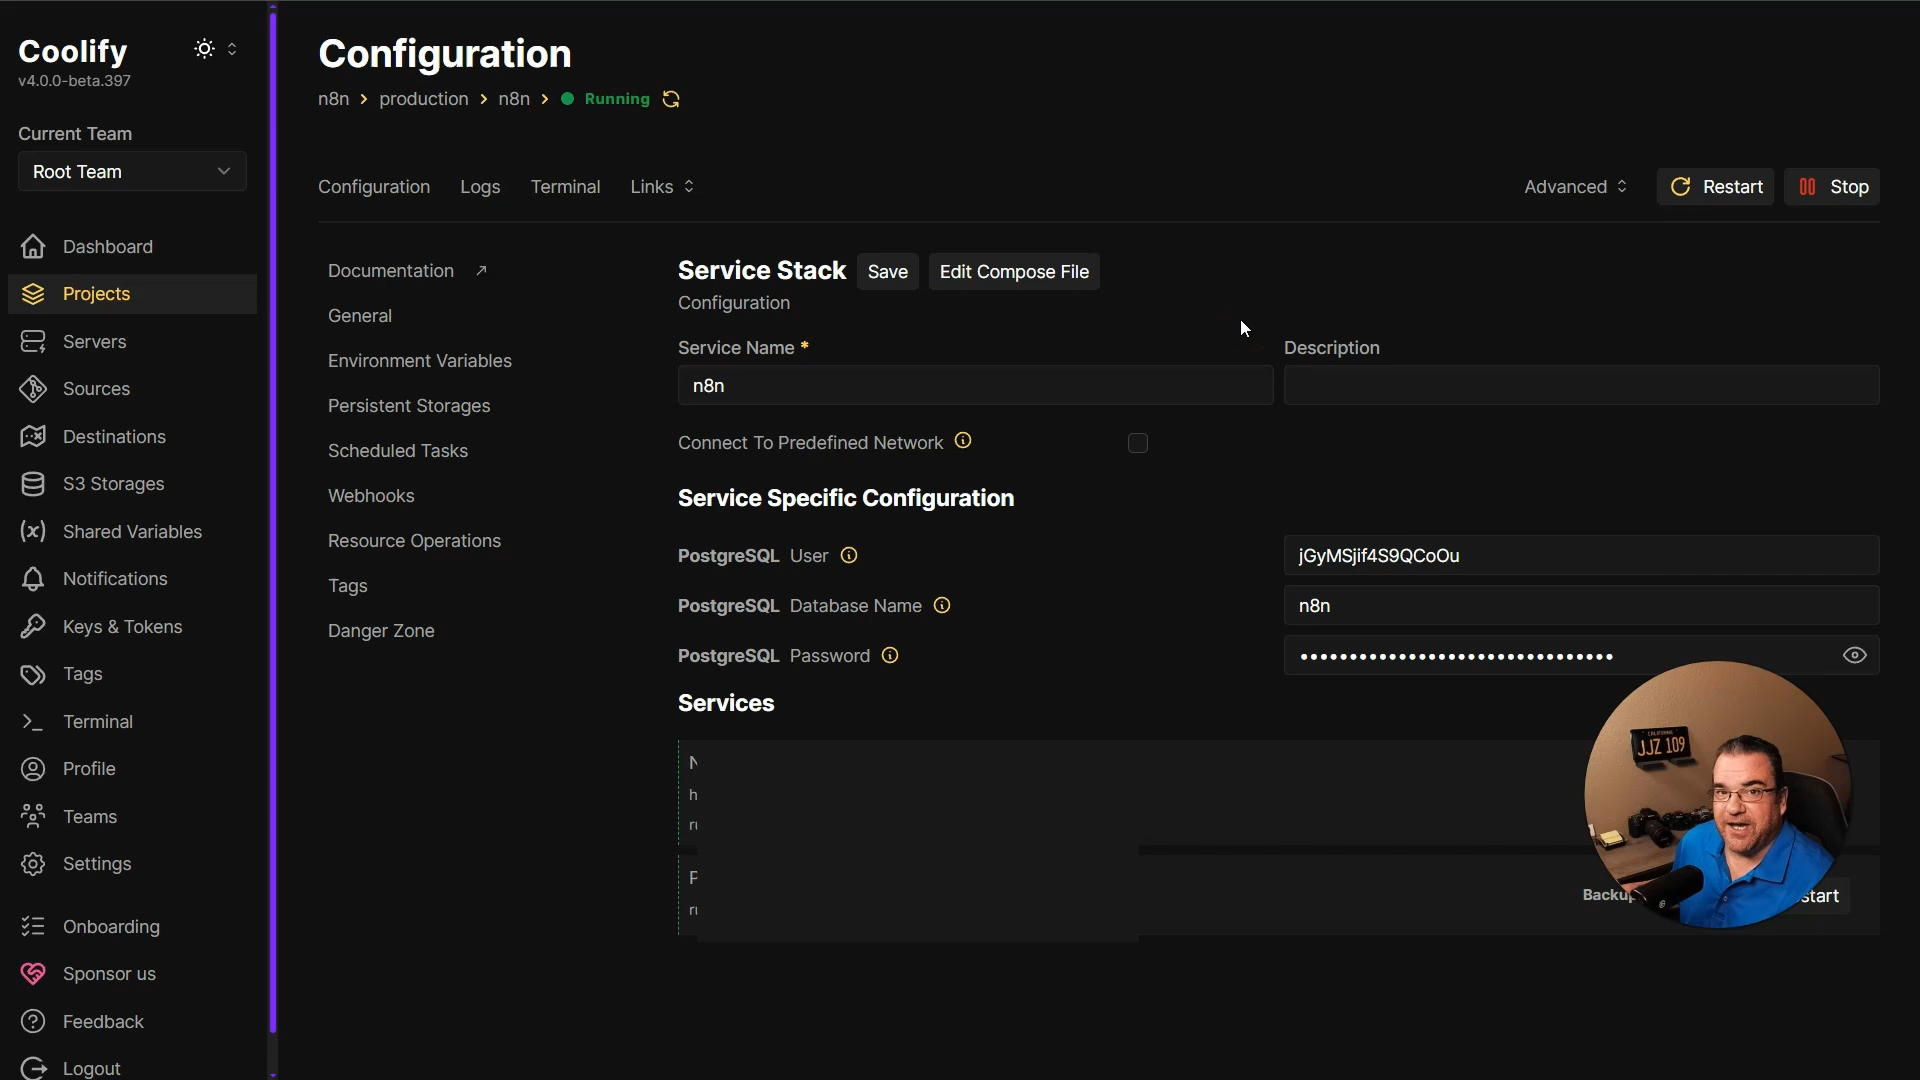 Coolify
v4.0.0-beta.397
Current Team
Root Team
Dashboard
Projects
Servers
Sources
Destinations
S3 Storages
Shared Variables
Notifications
Keys & Tokens
Tags
Terminal
Profile
Teams
Settings
Onboarding
Sponsor us
Feedback
Logout
Configuration
n8n > production > n8n > Running
Configuration Logs Terminal Links
Advanced Restart Stop
Documentation
General
Environment Variables
Persistent Storages
Scheduled Tasks
Webhooks
Resource Operations
Tags
Danger Zone
Service Stack Save Edit Compose File
Configuration
Service Name *
n8n
Description
Connect To Predefined Network
Service Specific Configuration
PostgreSQL User
jGyMSjif4S9QCoOu
PostgreSQL Database Name
n8n
PostgreSQL Password
••••••••••••••••••••••••••••••••
Services
CALIFORNIA
JJZ 109